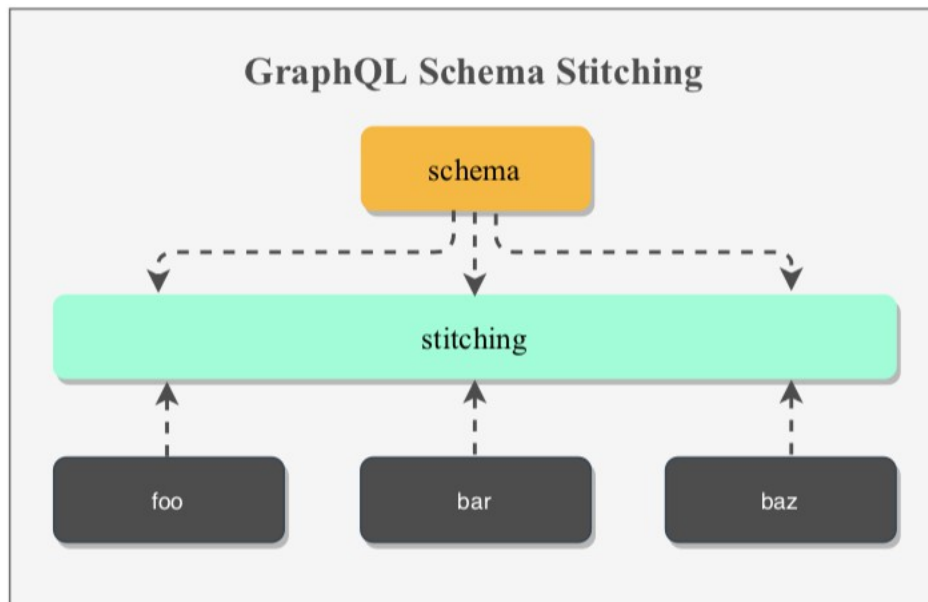 GraphQL Schema Stitching
schema
stitching
foo
bar
baz